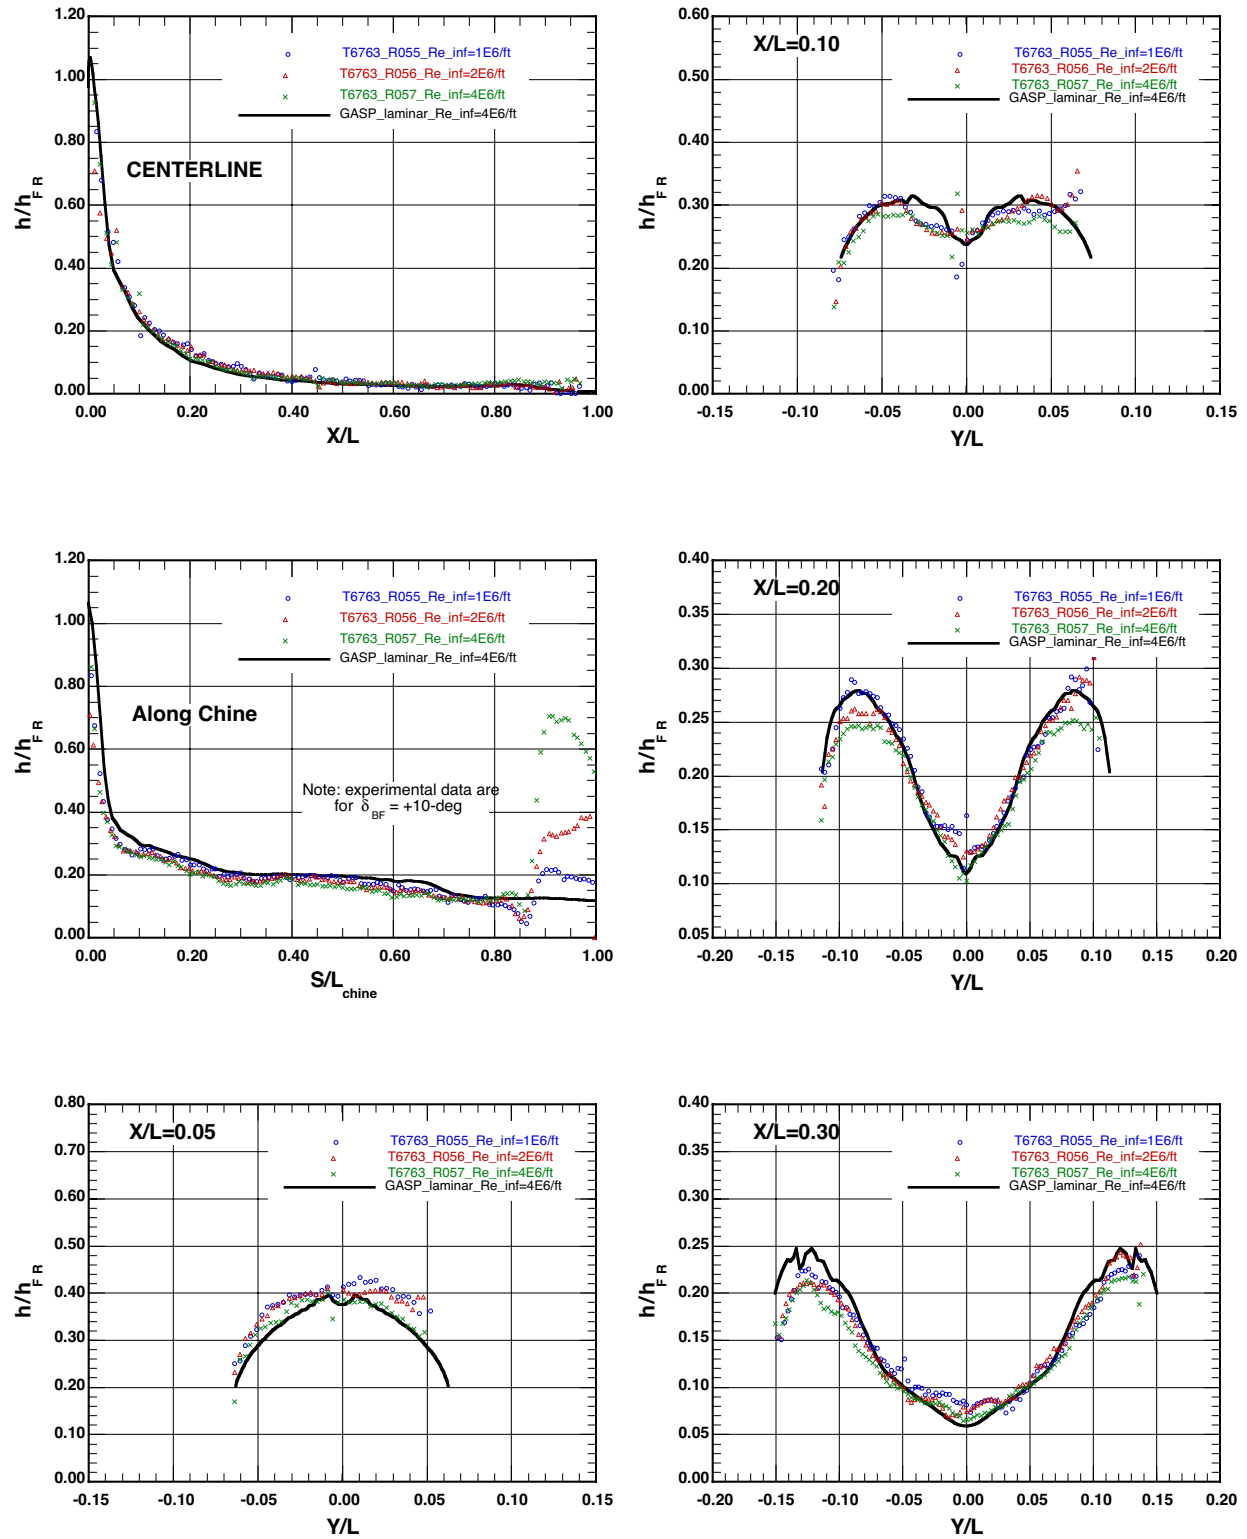 1.20
1.00
0.80
0.60
0.40
0.20
0.00
h/h_FR
T6763_R055_Re_inf=1E6/ft
T6763_R056_Re_inf=2E6/ft
T6763_R057_Re_inf=4E6/ft
GASP_laminar_Re_inf=4E6/ft
CENTERLINE
0.00 0.20 0.40 0.60 0.80 1.00
X/L
0.60
0.50
0.40
0.30
0.20
0.10
0.00
h/h_FR
X/L=0.10
T6763_R055_Re_inf=1E6/ft
T6763_R056_Re_inf=2E6/ft
T6763_R057_Re_inf=4E6/ft
GASP_laminar_Re_inf=4E6/ft
-0.15 -0.10 -0.05 0.00 0.05 0.10 0.15
Y/L
1.20
1.00
0.80
0.60
0.40
0.20
0.00
h/h_FR
T6763_R055_Re_inf=1E6/ft
T6763_R056_Re_inf=2E6/ft
T6763_R057_Re_inf=4E6/ft
GASP_laminar_Re_inf=4E6/ft
Along Chine
Note: experimental data are
for δ_BF = +10-deg
0.00 0.20 0.40 0.60 0.80 1.00
S/L_chine
0.40
0.35
0.30
0.25
0.20
0.15
0.10
0.05
h/h_FR
X/L=0.20
T6763_R055_Re_inf=1E6/ft
T6763_R056_Re_inf=2E6/ft
T6763_R057_Re_inf=4E6/ft
GASP_laminar_Re_inf=4E6/ft
-0.20 -0.15 -0.10 -0.05 0.00 0.05 0.10 0.15 0.20
Y/L
0.80
0.70
0.60
0.50
0.40
0.30
0.20
0.10
0.00
h/h_FR
X/L=0.05
T6763_R055_Re_inf=1E6/ft
T6763_R056_Re_inf=2E6/ft
T6763_R057_Re_inf=4E6/ft
GASP_laminar_Re_inf=4E6/ft
-0.15 -0.10 -0.05 0.00 0.05 0.10 0.15
Y/L
0.40
0.35
0.30
0.25
0.20
0.15
0.10
0.05
0.00
h/h_FR
X/L=0.30
T6763_R055_Re_inf=1E6/ft
T6763_R056_Re_inf=2E6/ft
T6763_R057_Re_inf=4E6/ft
GASP_laminar_Re_inf=4E6/ft
-0.20 -0.15 -0.10 -0.05 0.00 0.05 0.10 0.15 0.20
Y/L